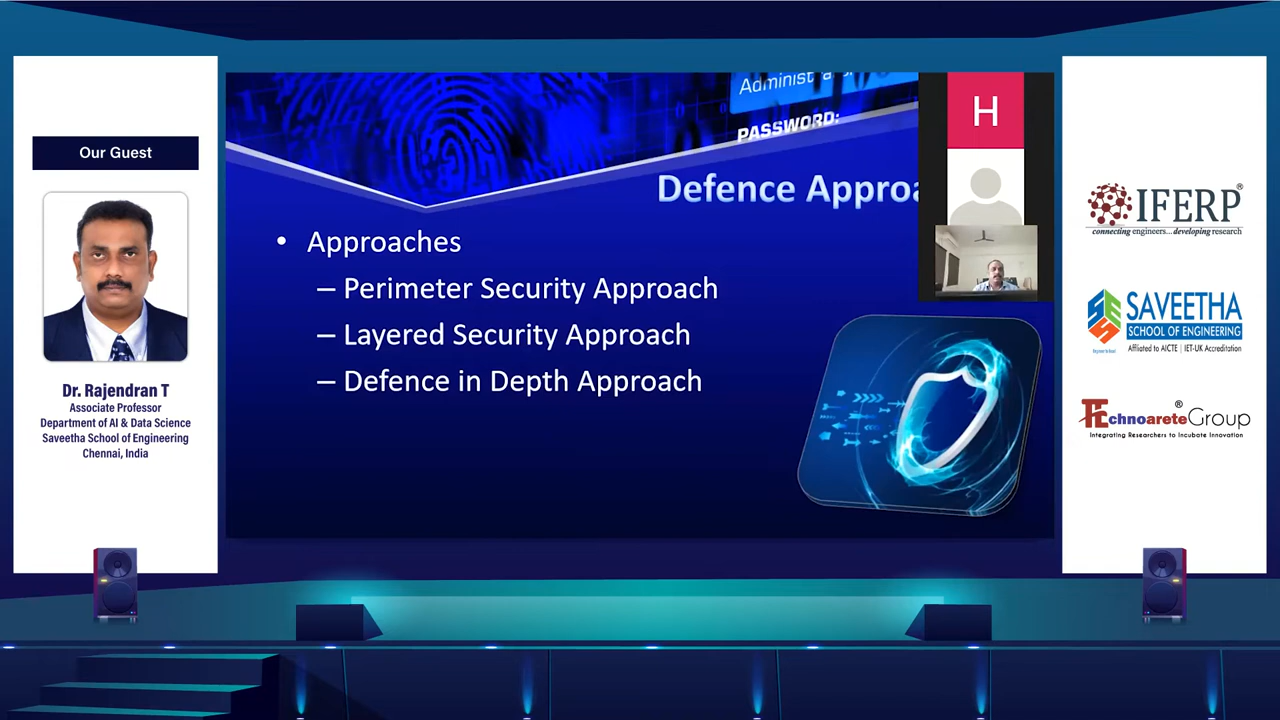 Our Guest
Dr. Rajendran T
Associate Professor
Department of AI & Data Science
Saveetha School of Engineering
Chennai, India
PASSWORD:
Defence
• Approaches
– Perimeter Security Approach
– Layered Security Approach
– Defence in Depth Approach
H
IFERP®
connecting engineers... developing research
SAVEETHA
SCHOOL OF ENGINEERING
Affliated to AICTE | IET-UK Accreditation
Technoarete® Group
Integrating Researchers to Incubate Innovation